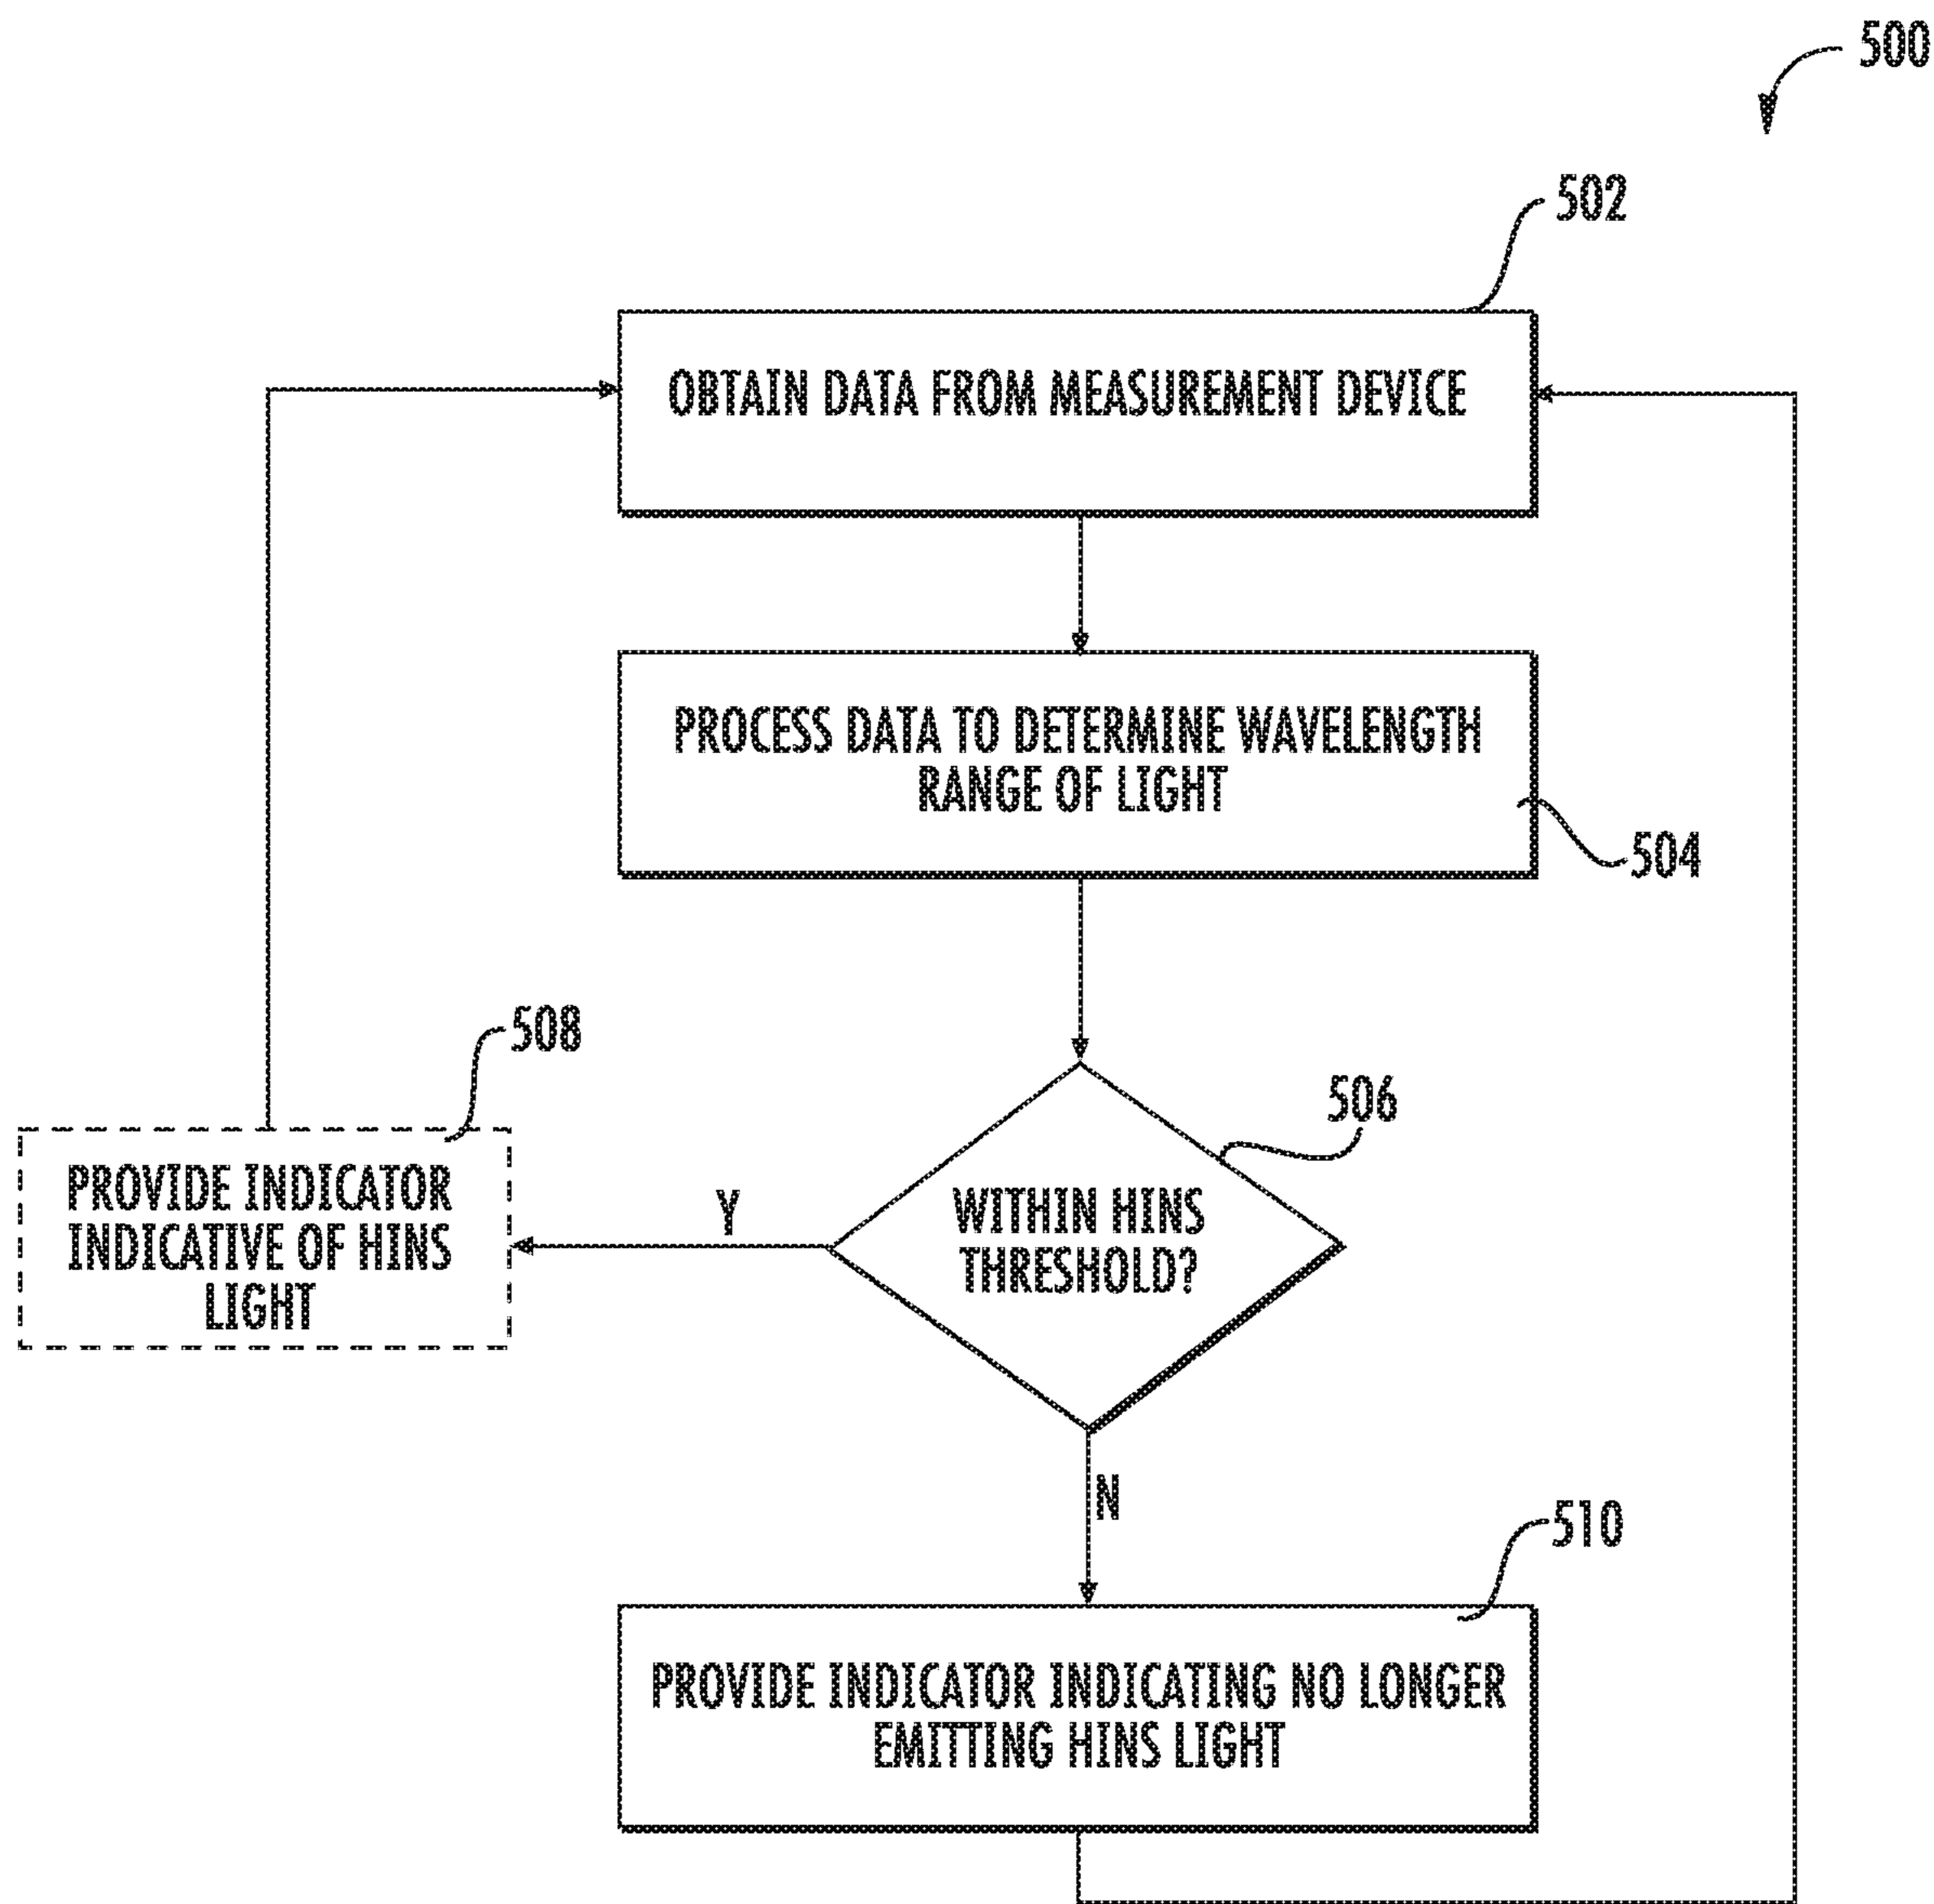 500
502
OBTAIN DATA FROM MEASUREMENT DEVICE
PROCESS DATA TO DETERMINE WAVELENGTH
RANGE OF LIGHT
504
508
506
PROVIDE INDICATOR
INDICATIVE OF HINS
LIGHT
Y
WITHIN HINS
THRESHOLD?
N
510
PROVIDE INDICATOR INDICATING NO LONGER
EMITTING HINS LIGHT